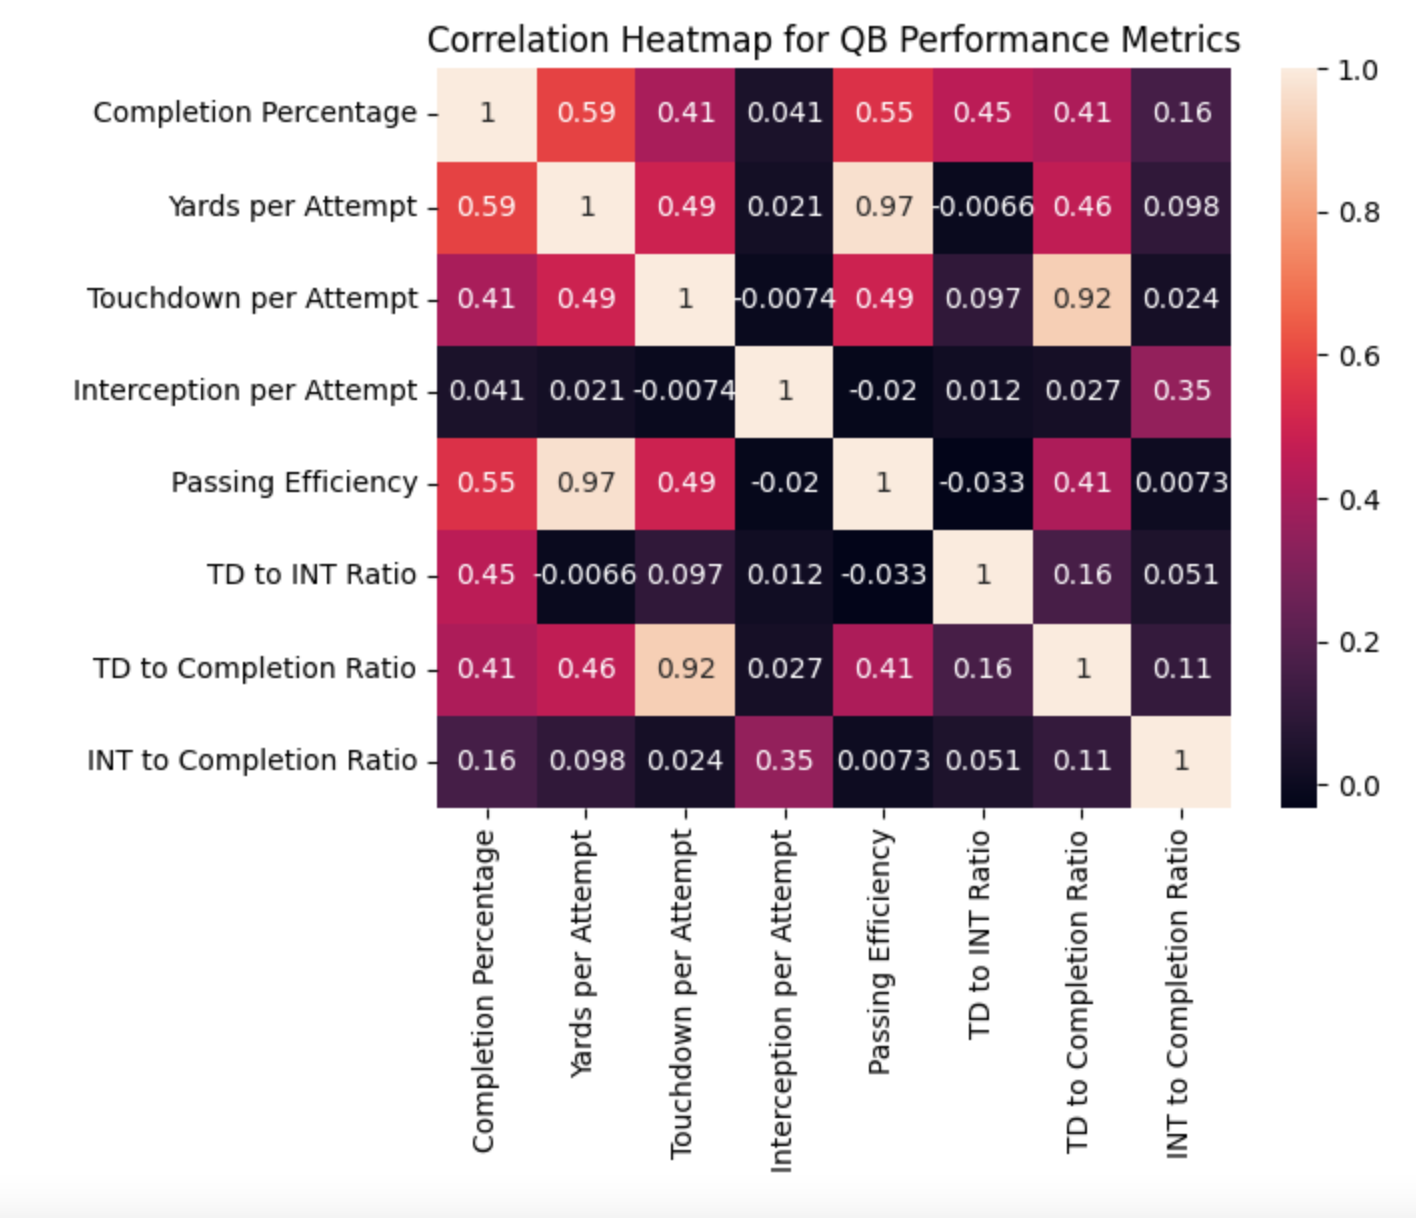 Correlation Heatmap for QB Performance Metrics
Completion Percentage 1 0.59 0.41 0.041 0.55 0.45 0.41 0.16
Yards per Attempt 0.59 1 0.49 0.021 0.97 -0.0066 0.46 0.098
Touchdown per Attempt 0.41 0.49 1 -0.0074 0.49 0.097 0.92 0.024
Interception per Attempt 0.041 0.021 -0.0074 1 -0.02 0.012 0.027 0.35
Passing Efficiency 0.55 0.97 0.49 -0.02 1 -0.033 0.41 0.0073
TD to INT Ratio 0.45 -0.0066 0.097 0.012 -0.033 1 0.16 0.051
TD to Completion Ratio 0.41 0.46 0.92 0.027 0.41 0.16 1 0.11
INT to Completion Ratio 0.16 0.098 0.024 0.35 0.0073 0.051 0.11 1
Completion Percentage
Yards per Attempt
Touchdown per Attempt
Interception per Attempt
Passing Efficiency
TD to INT Ratio
TD to Completion Ratio
INT to Completion Ratio
1.0
0.8
0.6
0.4
0.2
0.0